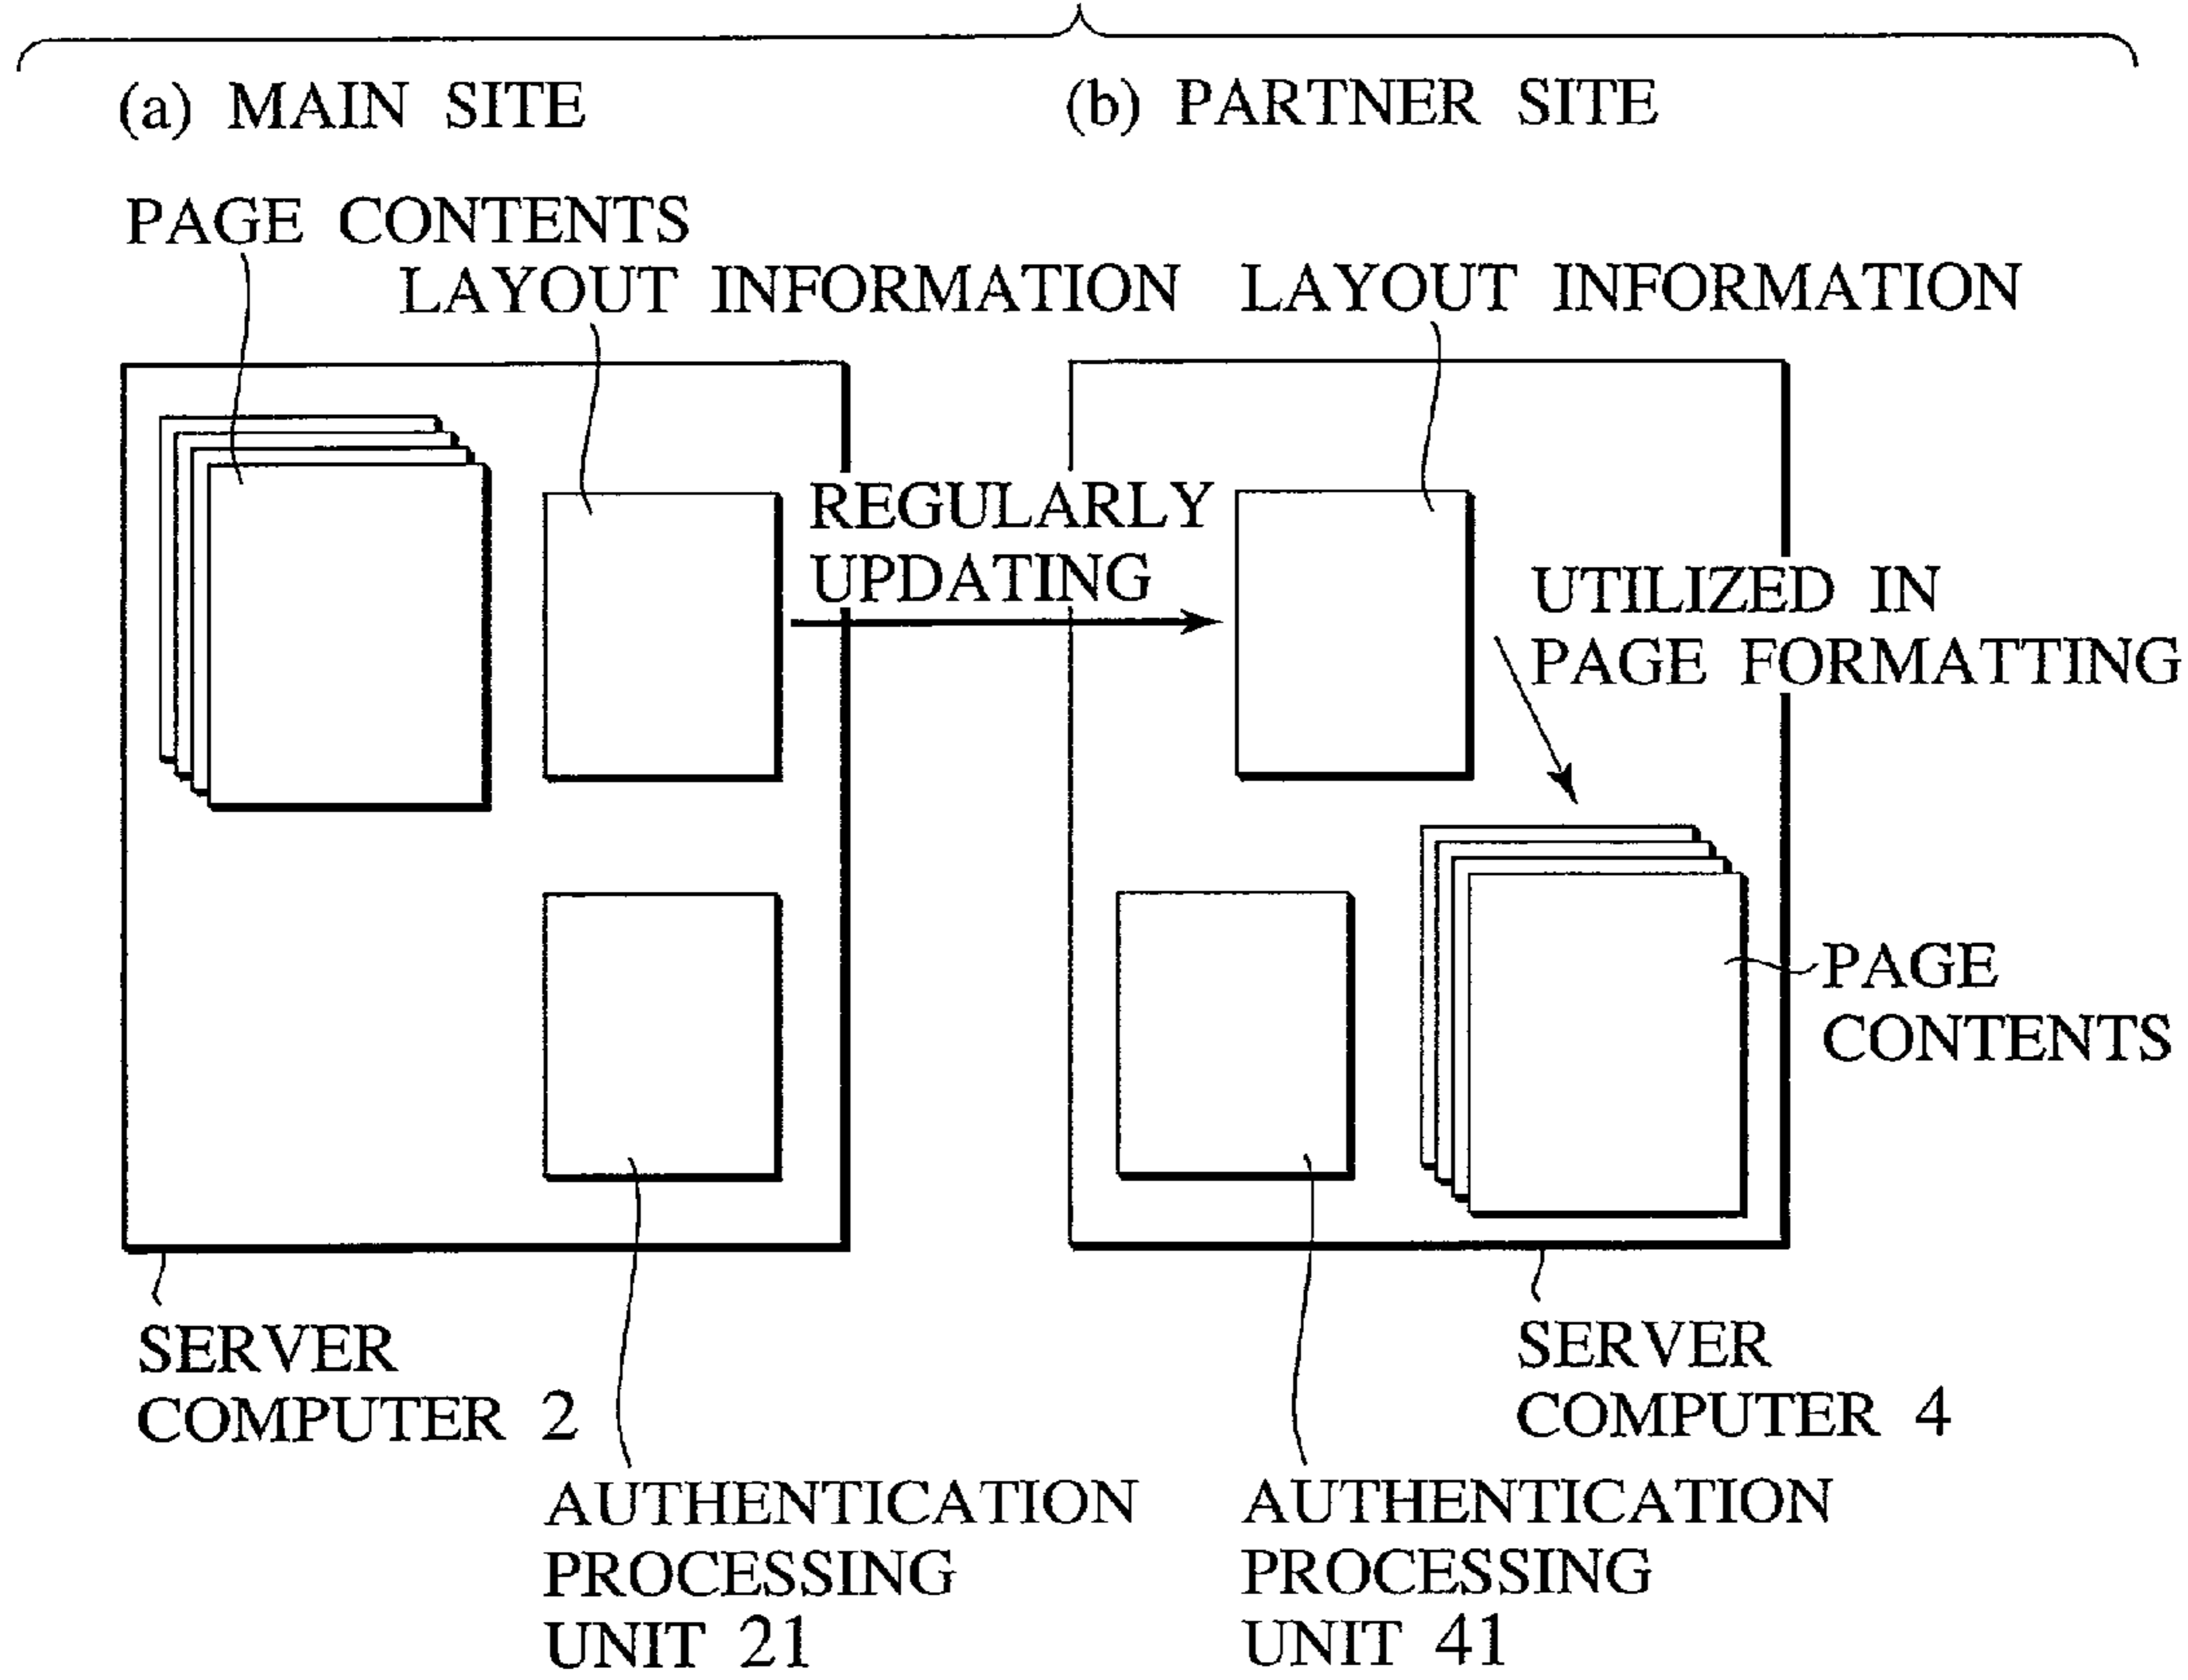 (a) MAIN SITE
(b) PARTNER SITE
PAGE CONTENTS
LAYOUT INFORMATION
LAYOUT INFORMATION
REGULARLY
UPDATING
UTILIZED IN
PAGE FORMATTING
PAGE
CONTENTS
SERVER
COMPUTER 2
SERVER
COMPUTER 4
AUTHENTICATION
PROCESSING
UNIT 21
AUTHENTICATION
PROCESSING
UNIT 41